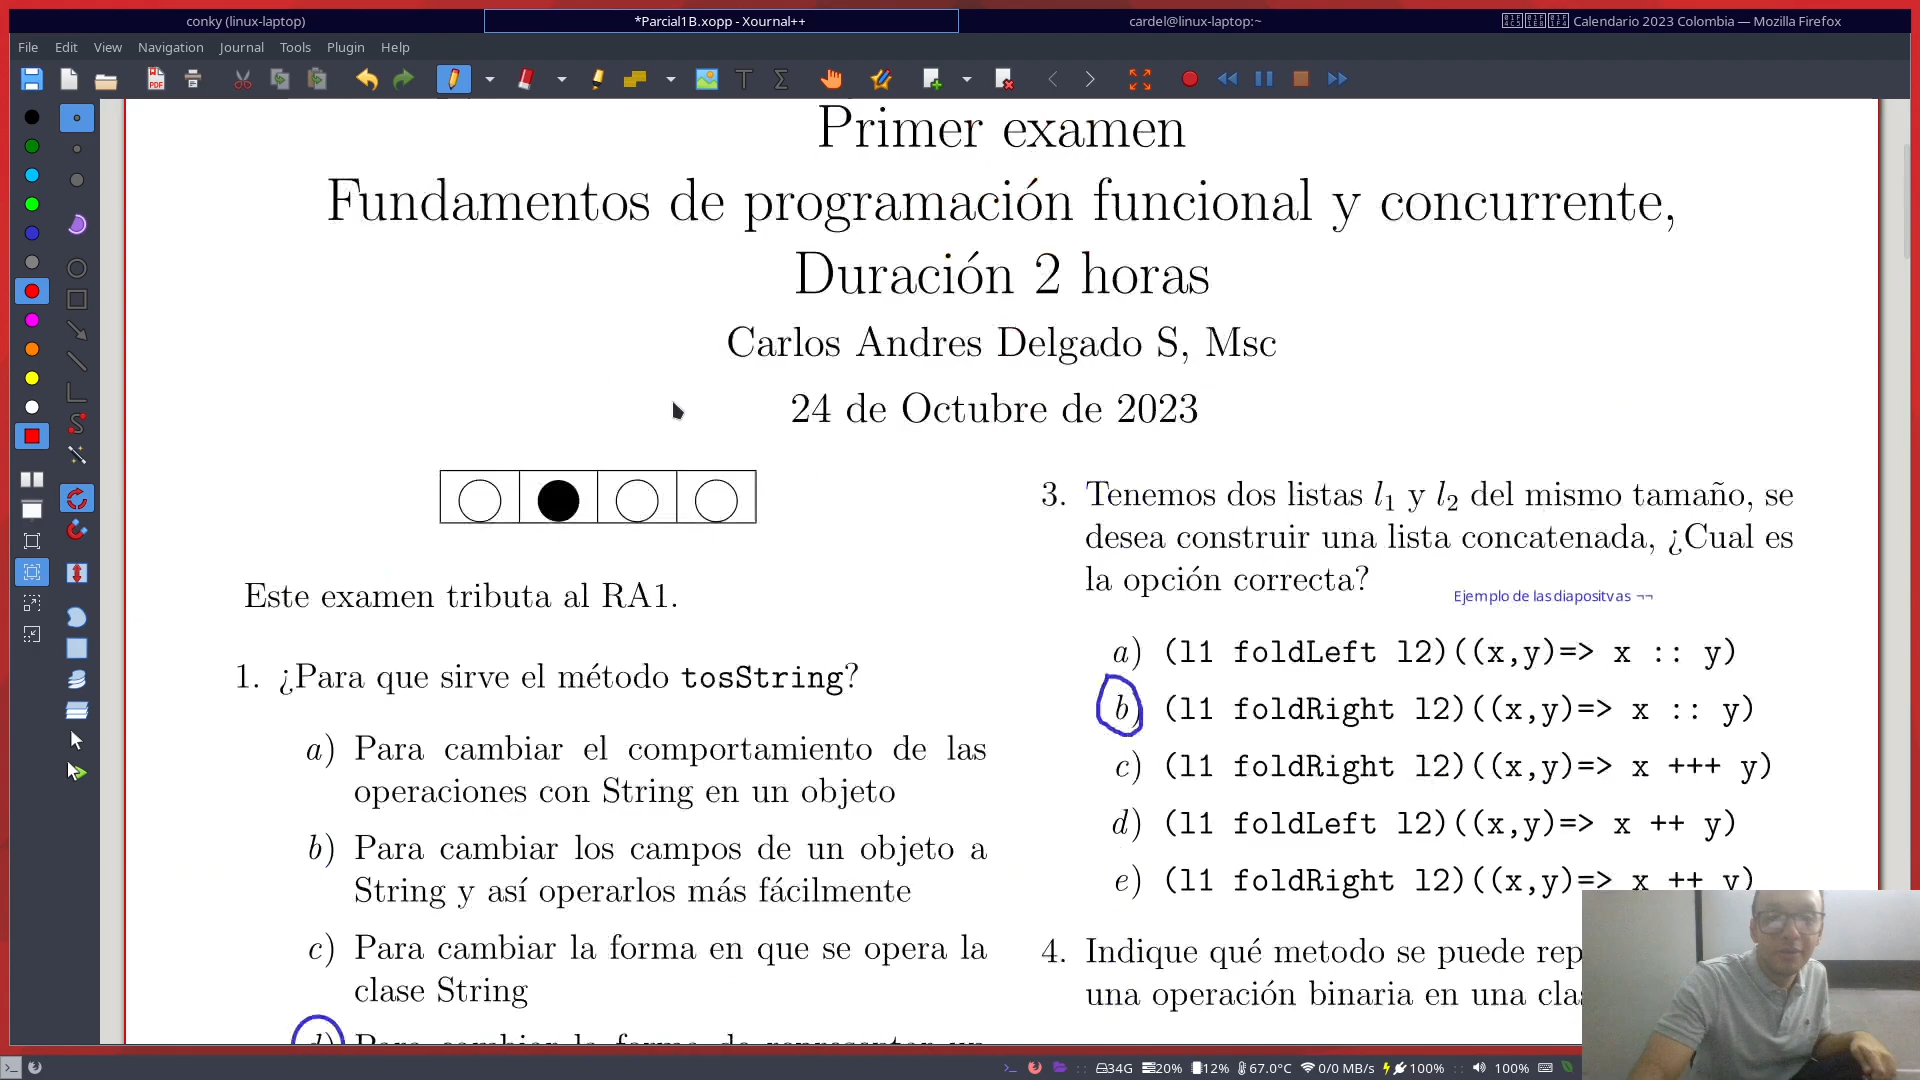 conky (linux-laptop)
*Parcial1B.xopp - Xournal++
cardel@linux-laptop:~
Calendario 2023 Colombia — Mozilla Firefox
File Edit View Navigation Journal Tools Plugin Help
Primer examen
Fundamentos de programación funcional y concurrente,
Duración 2 horas
Carlos Andres Delgado S, Msc
24 de Octubre de 2023
Este examen tributa al RA1.
1. ¿Para que sirve el método tosString?
a) Para cambiar el comportamiento de las
operaciones con String en un objeto
b) Para cambiar los campos de un objeto a
String y así operarlos más fácilmente
c) Para cambiar la forma en que se opera la
clase String
d) Para cambiar la forma de representar un
3. Tenemos dos listas l1 y l2 del mismo tamaño, se
desea construir una lista concatenada, ¿Cual es
la opción correcta?
Ejemplo de las diapositvas ¬¬
a) (l1 foldLeft l2)((x,y)=> x :: y)
b) (l1 foldRight l2)((x,y)=> x :: y)
c) (l1 foldRight l2)((x,y)=> x +++ y)
d) (l1 foldLeft l2)((x,y)=> x ++ y)
e) (l1 foldRight l2)((x,y)=> x ++ y)
4. Indique qué metodo se puede rep
una operación binaria en una cla
34G 20% 12% 67.0°C 0/0 MB/s 100% 100%